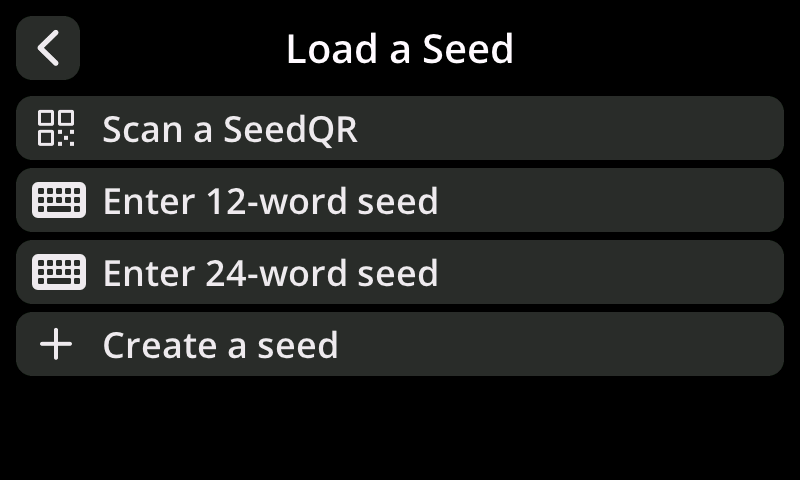 Load a Seed
Scan a SeedQR
Enter 12-word seed
Enter 24-word seed
Create a seed